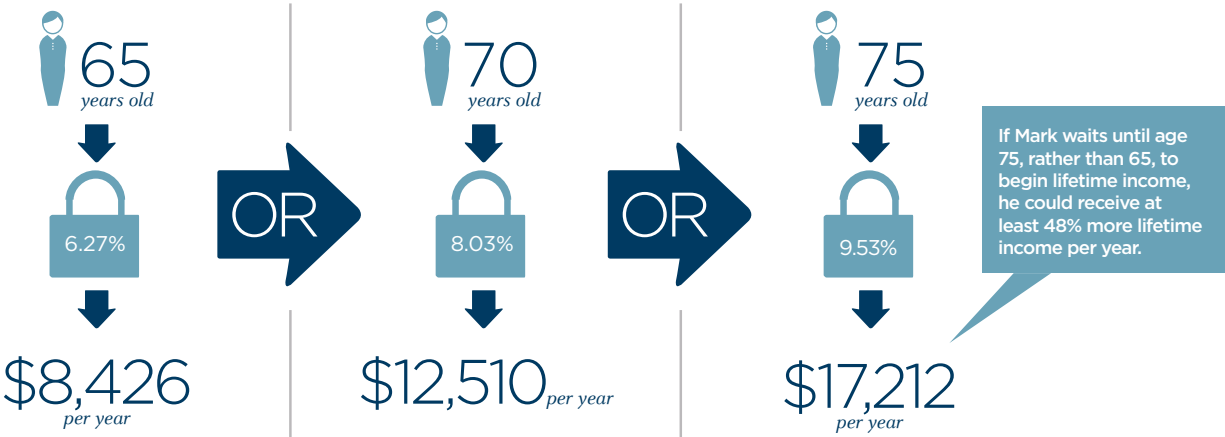 65
years old
6.27%
$8,426
per year
OR
70
years old
8.03%
$12,510 per year
OR
75
years old
9.53%
$17,212
per year
If Mark waits until age
75, rather than 65, to
begin lifetime income,
he could receive at
least 48% more lifetime
income per year.